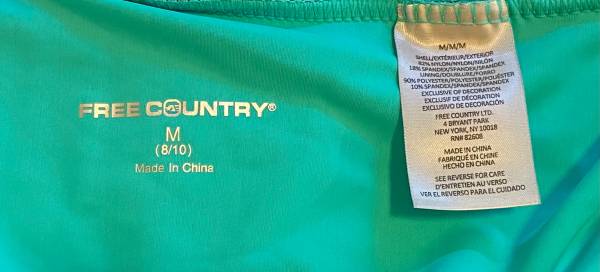 FREE COUNTRY®
M
(8/10)
Made In China
M/M/M
SHELL/EXTÉRIEUR/EXTERIOR
82% NYLON/NYLON/NILÓN
18% SPANDEX/SPANDEX/SPANDEX
LINING/DOUBLURE/FORRO
90% POLYESTER/POLYESTER/POLIÉSTER
10% SPANDEX/SPANDEX/SPANDEX
EXCLUSIVE OF DECORATION
EXCLUSIF DE DÉCORATION
EXCLUSIVO DE DECORACIÓN
FREE COUNTRY LTD.
4 BRYANT PARK
NEW YORK, NY 10018
RN# 82608
MADE IN CHINA
FABRIQUÉ EN CHINE
HECHO EN CHINA
SEE REVERSE FOR CARE
D'ENTRETIEN AU VERSO
VER EL REVERSO PARA EL CUIDADO